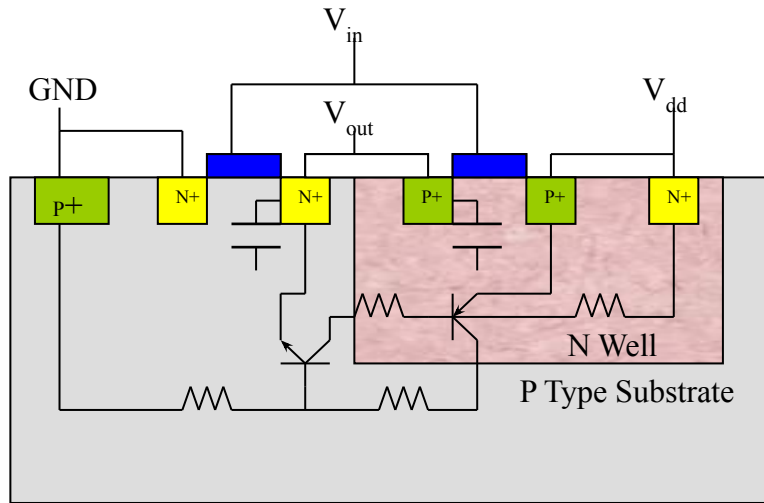 V_in
GND
V_out
V_dd
P+
N+
N+
P+
P+
N+
N Well
P Type Substrate